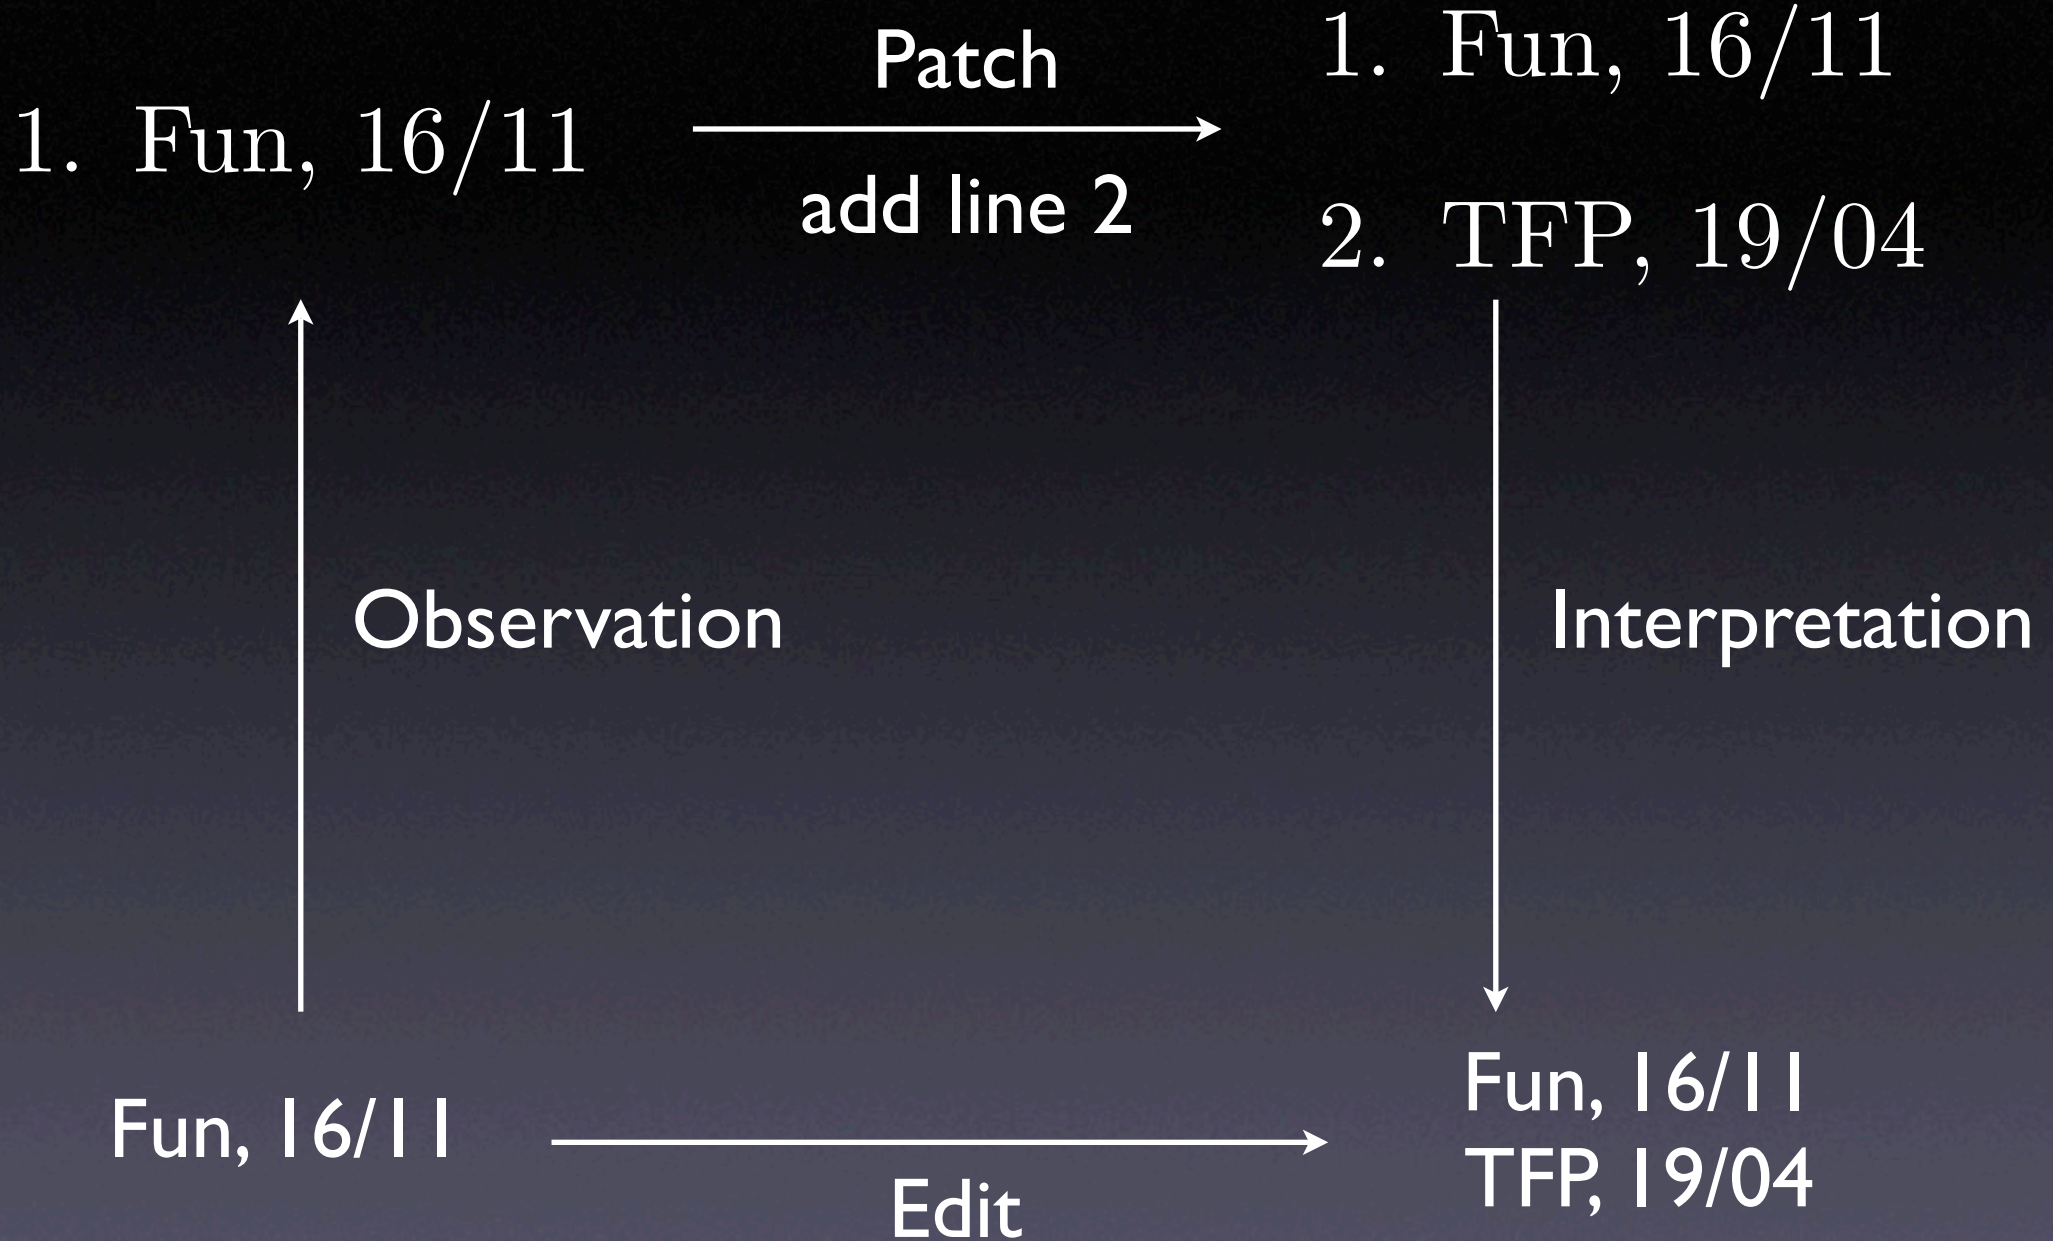 1. Fun, 16/11
Patch
add line 2
1. Fun, 16/11
2. TFP, 19/04
Observation
Interpretation
Fun, 16/11
Edit
Fun, 16/11
TFP, 19/04